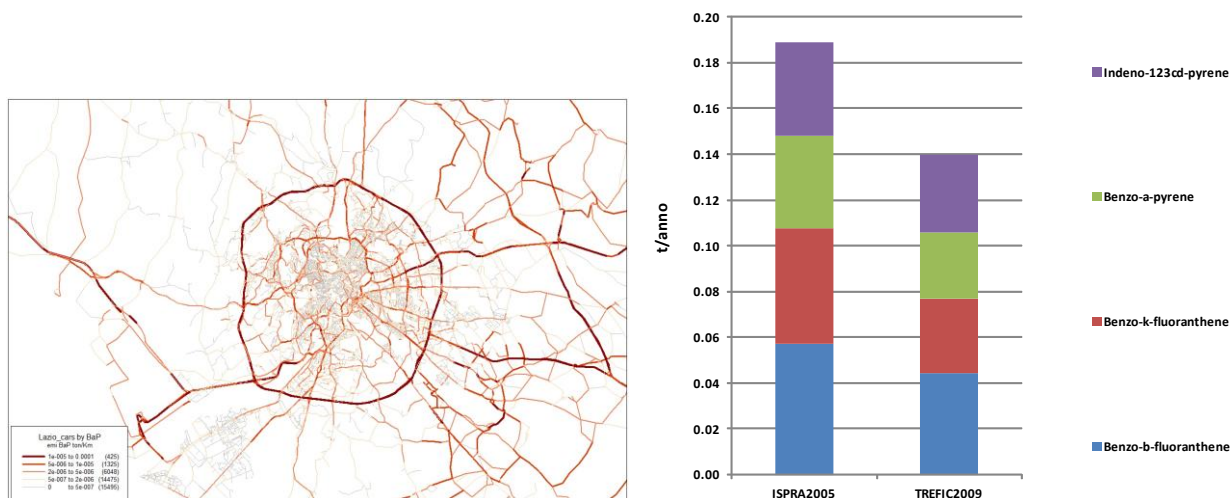 Lazio_cars by BaP
emi BaP ton/Km
1e-005 to 0.0001 (425)
5e-006 to 1e-005 (1325)
2e-006 to 5e-006 (6048)
5e-007 to 2e-006 (14475)
0 to 5e-007 (15495)
t/anno
0.20
0.18
0.16
0.14
0.12
0.10
0.08
0.06
0.04
0.02
0.00
ISPRA2005
TREFIC2009
Indeno-123cd-pyrene
Benzo-a-pyrene
Benzo-k-fluoranthene
Benzo-b-fluoranthene